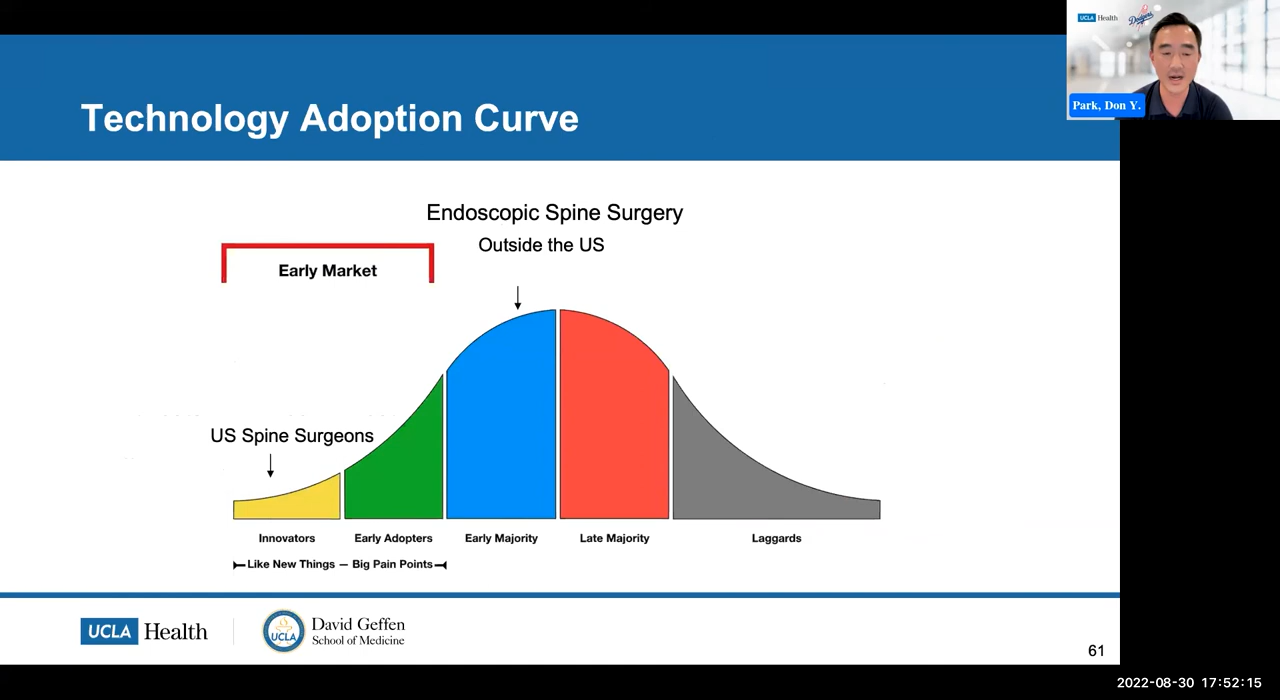 UCLA Health
Dodgers
Park, Don Y.
Technology Adoption Curve
Endoscopic Spine Surgery
Outside the US
Early Market
US Spine Surgeons
Innovators
Early Adopters
Early Majority
Late Majority
Laggards
Like New Things — Big Pain Points
UCLA Health
UCLA
David Geffen
School of Medicine
61
2022-08-30 17:52:15